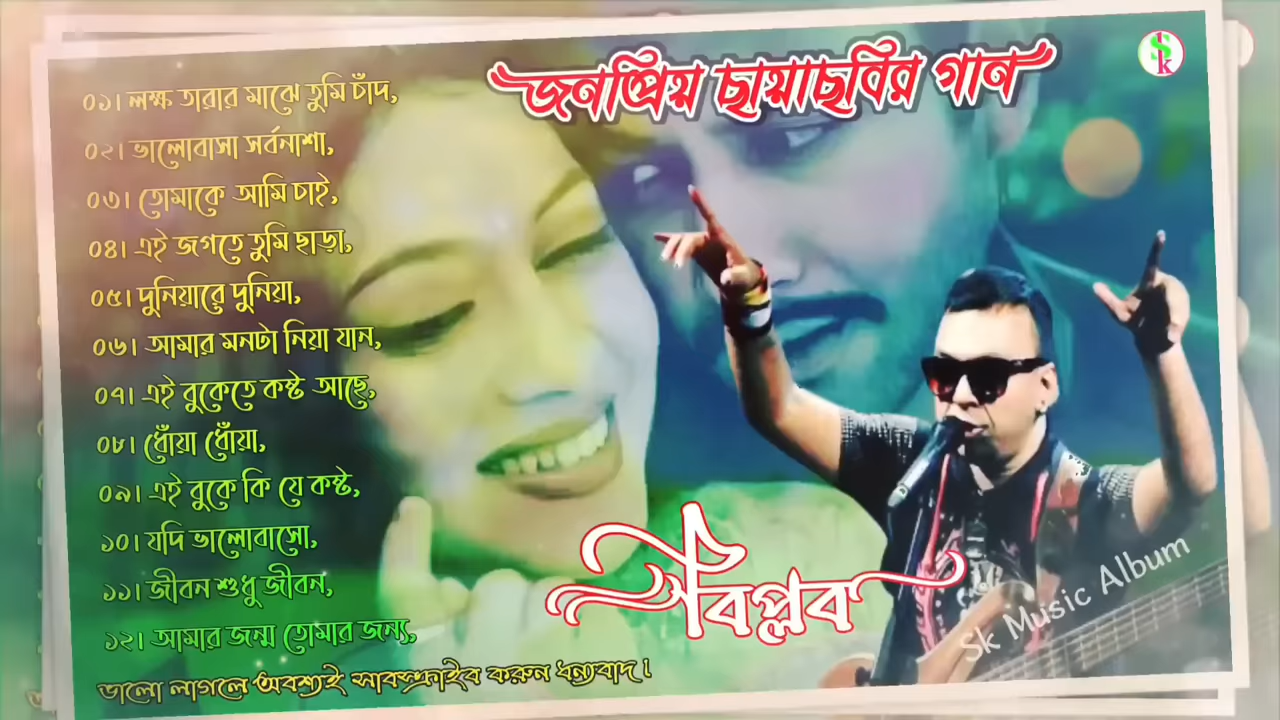 জনপ্রিয় ছায়াছবির গান
Sk
০১। লক্ষ তারার মাঝে তুমি চাঁদ,
০২। ভালোবাসা সর্বনাশা,
০৩। তোমাকে আমি চাই,
০৪। এই জগতে তুমি ছাড়া,
০৫। দুনিয়ারে দুনিয়া,
০৬। আমার মনটা নিয়া যান,
০৭। এই বুকেতে কষ্ট আছে,
০৮। ধোঁয়া ধোঁয়া,
০৯। এই বুকে কি যে কষ্ট,
১০। যদি ভালোবাসো,
১১। জীবন শুধু জীবন,
১২। আমার জন্ম তোমার জন্য,
ভালো লাগলে অবশ্যই সাবস্ক্রাইব করুন ধন্যবাদ।
বিপ্লব
Sk Music Album